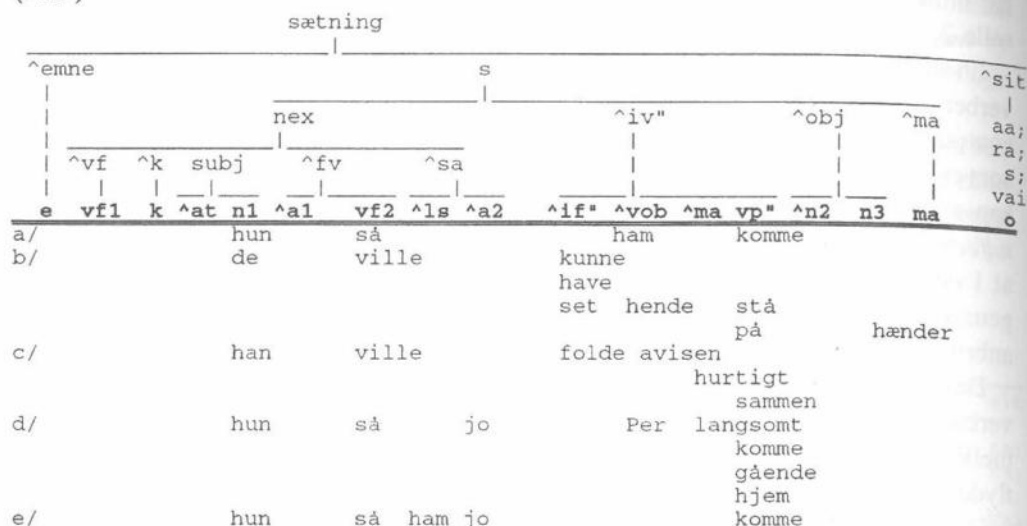 sætning
^emne s ^sit
nex ^iv" ^obj ^ma aa;
^vf ^k subj ^fv ^sa ra;
s;
vai
e vf1 k ^at n1 ^a1 vf2 ^ls ^a2 ^if" ^vob ^ma vp" ^n2 n3 ma o
a/ hun så ham komme
b/ de ville kunne
have
set hende stå
på hænder
c/ han ville folde avisen
hurtigt
sammen
d/ hun så jo Per langsomt
komme
gående
hjem
e/ hun så ham jo komme